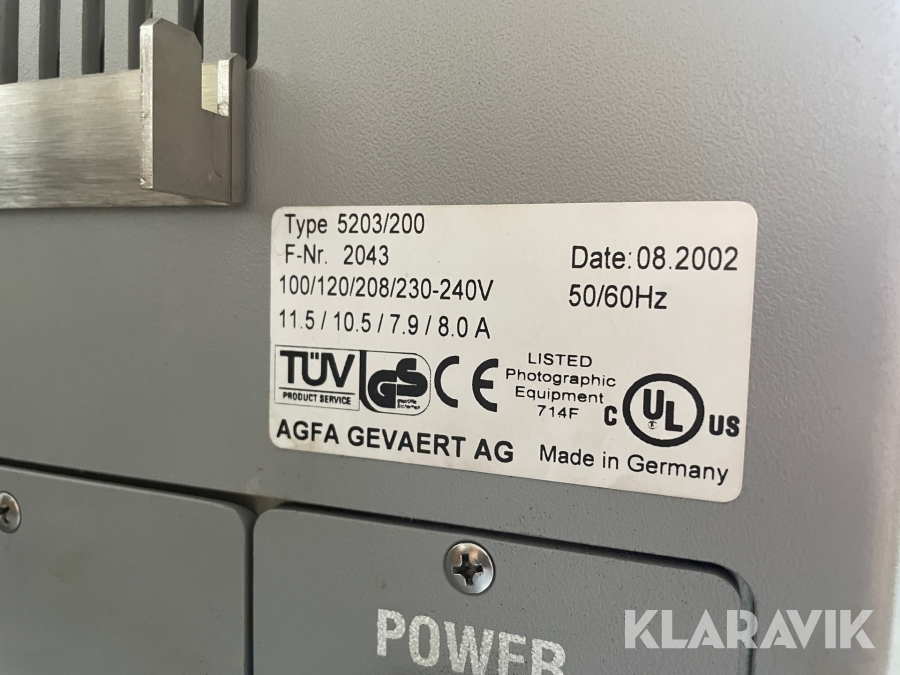 Type 5203/200
F-Nr. 2043
Date: 08.2002
100/120/208/230-240V
50/60Hz
11.5 / 10.5 / 7.9 / 8.0 A
TÜV
PRODUCT SERVICE
GS
CE
LISTED
Photographic
Equipment
714F
C UL US
AGFA GEVAERT AG
Made in Germany
POWER
KLARAVIK